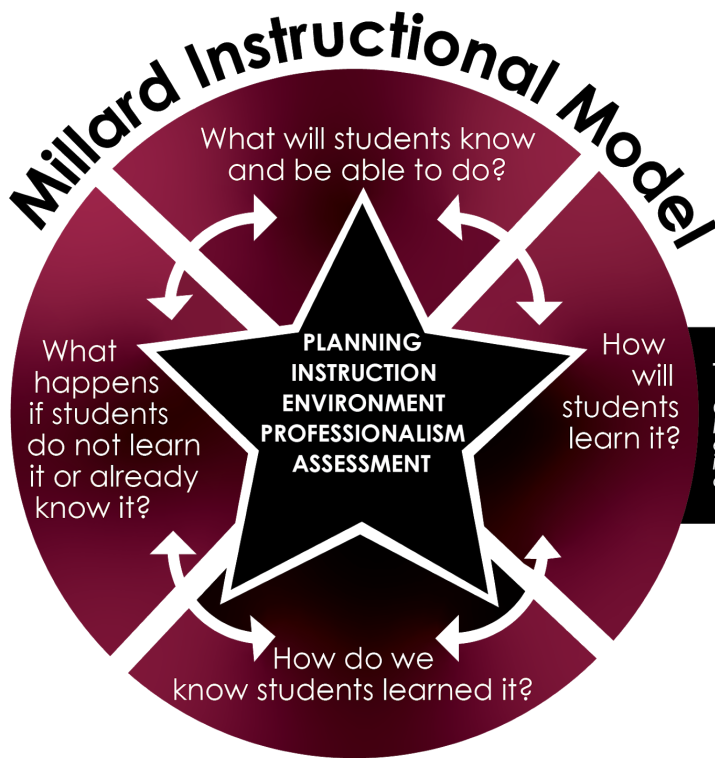 Millard Instructional Model
What will students know
and be able to do?
How
will
students
learn it?
How do we
know students learned it?
What
happens
if students
do not learn
it or already
know it?
PLANNING
INSTRUCTION
ENVIRONMENT
PROFESSIONALISM
ASSESSMENT